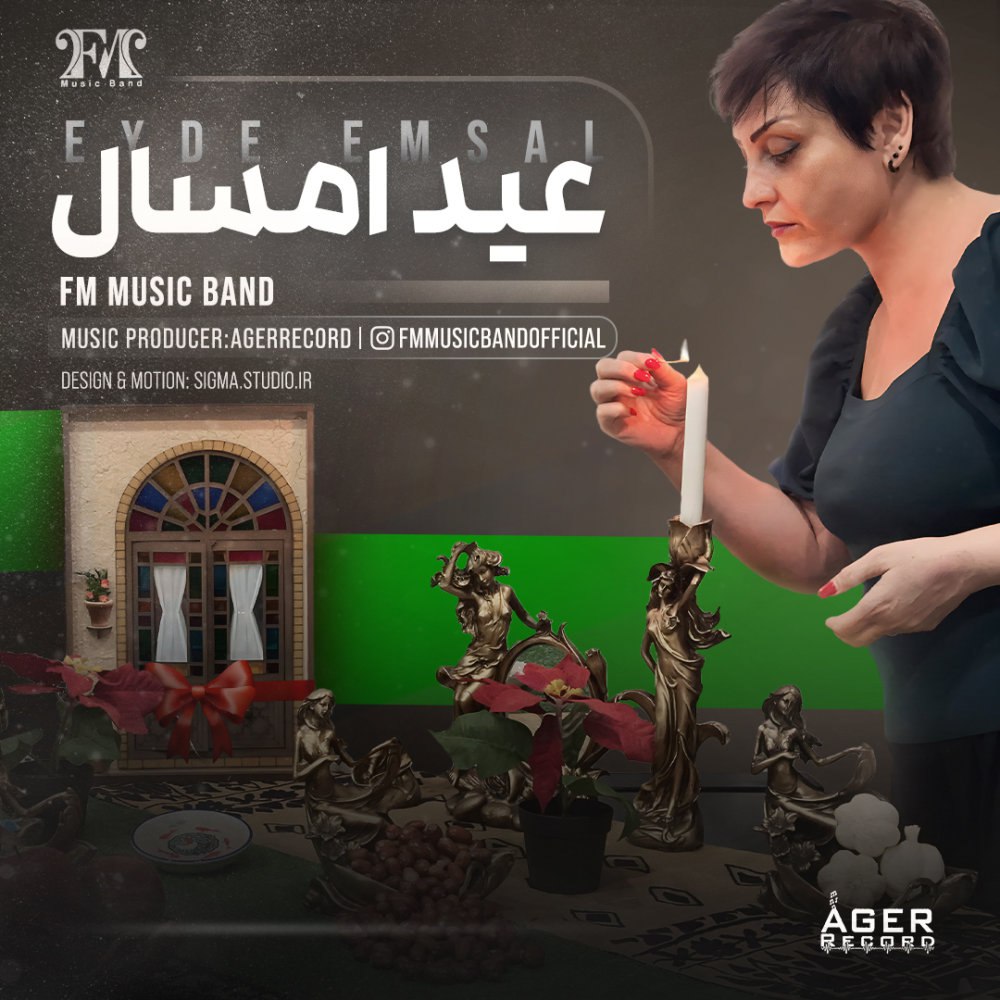 FM
Music Band
EYDE EMSAL
عید امسال
FM MUSIC BAND
MUSIC PRODUCER:AGERRECORD | FMMUSICBANDOFFICIAL
DESIGN & MOTION: SIGMA.STUDIO.IR
AGER
RECORD